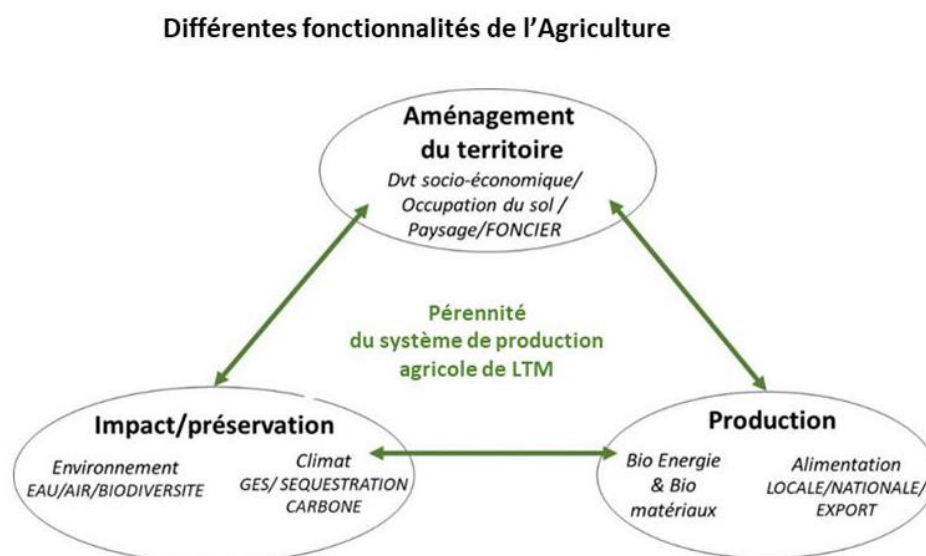 Différentes fonctionnalités de l’Agriculture
Aménagement
du territoire
Dvt socio-économique/
Occupation du sol /
Paysage/FONCIER
Pérennité
du système de production
agricole de LTM
Impact/préservation
Environnement
EAU/AIR/BIODIVERSITE
Climat
GES/ SEQUESTRATION
CARBONE
Production
Bio Energie
& Bio
matériaux
Alimentation
LOCALE/NATIONALE/
EXPORT